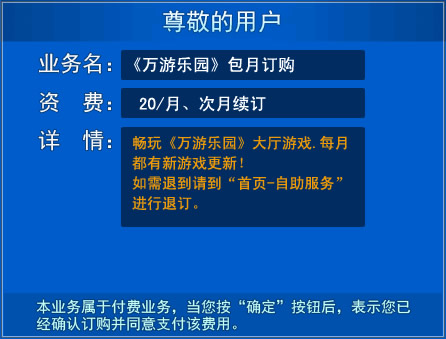 尊敬的用户
业务名：《万游乐园》包月订购
资 费：20/月、次月续订
详 情：畅玩《万游乐园》大厅游戏.每月
都有新游戏更新！
如需退到请到“首页-自助服务”
进行退订。
本业务属于付费业务，当您按“确定”按钮后，表示您已
经确认订购并同意支付该费用。